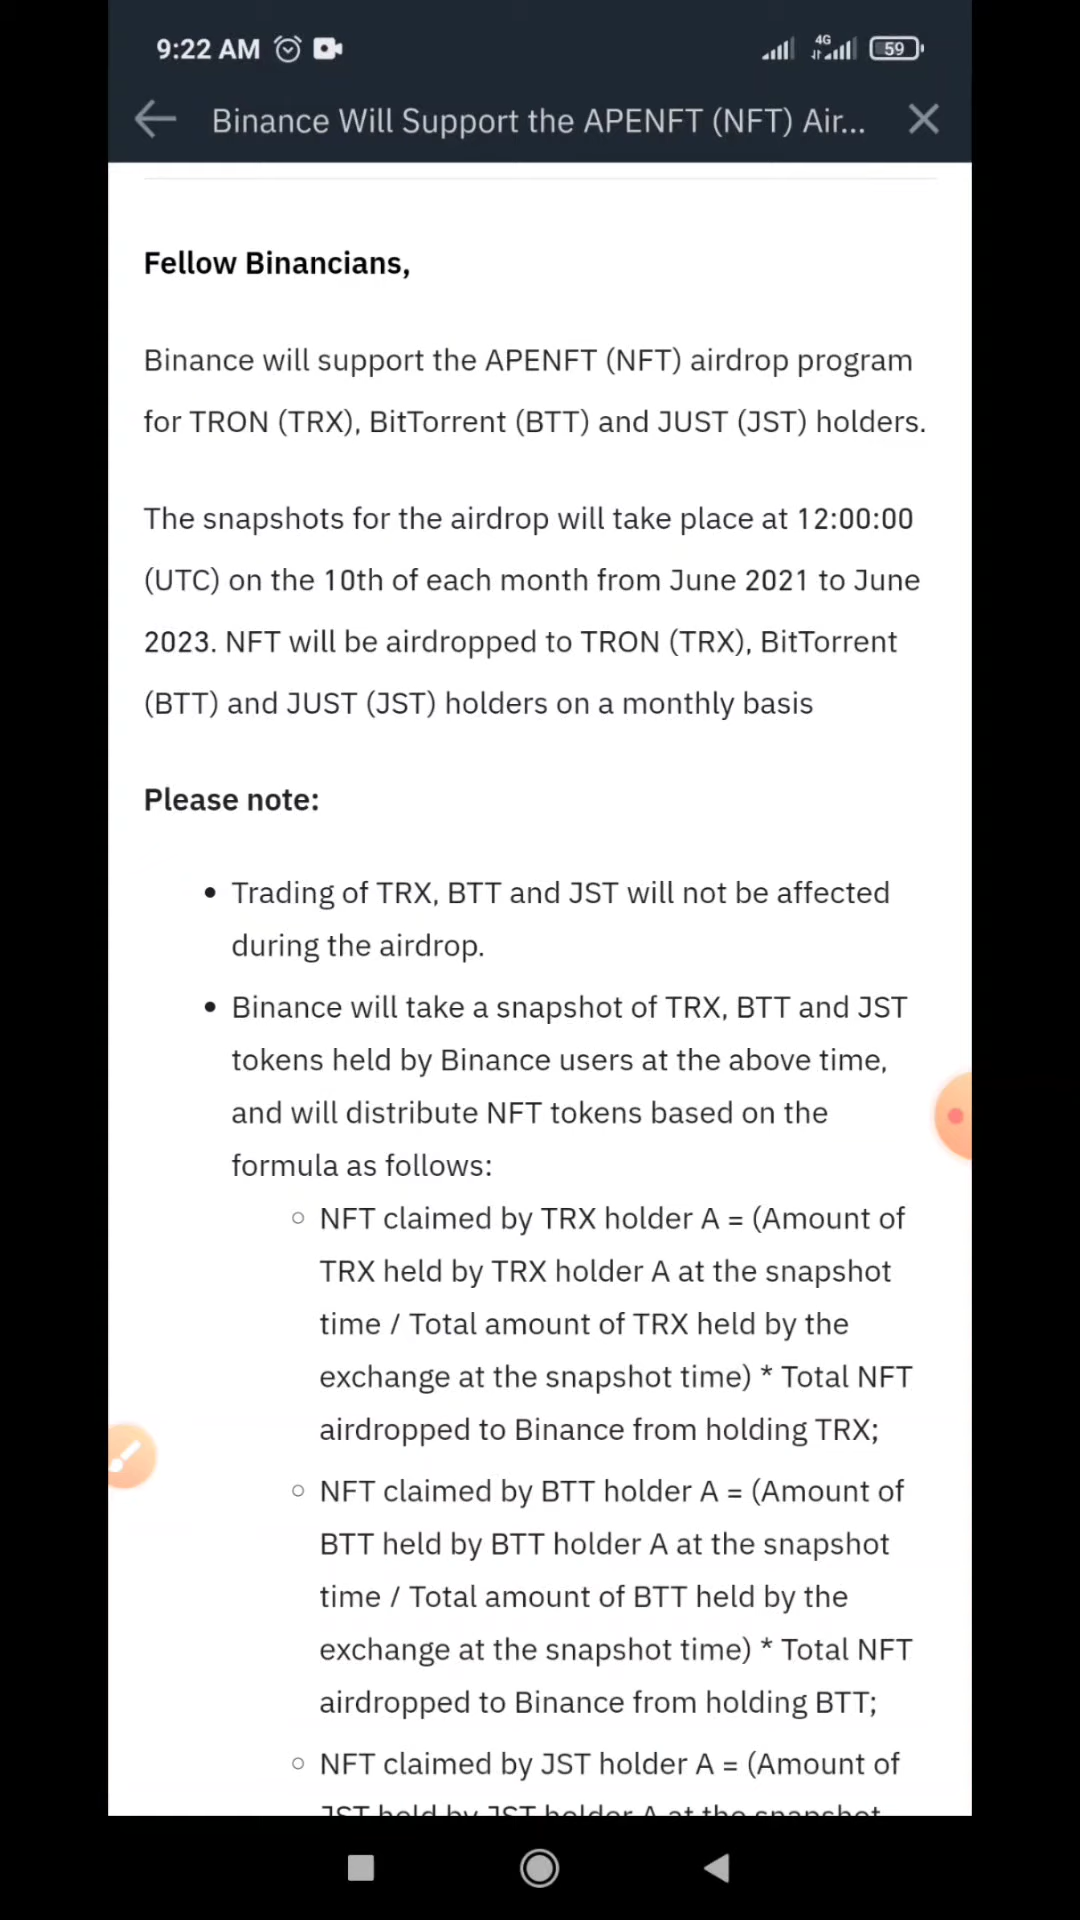 9:22 AM
4G
59
Binance Will Support the APENFT (NFT) Air...
Fellow Binancians,
Binance will support the APENFT (NFT) airdrop program
for TRON (TRX), BitTorrent (BTT) and JUST (JST) holders.
The snapshots for the airdrop will take place at 12:00:00
(UTC) on the 10th of each month from June 2021 to June
2023. NFT will be airdropped to TRON (TRX), BitTorrent
(BTT) and JUST (JST) holders on a monthly basis
Please note:
• Trading of TRX, BTT and JST will not be affected
during the airdrop.
• Binance will take a snapshot of TRX, BTT and JST
tokens held by Binance users at the above time,
and will distribute NFT tokens based on the
formula as follows:
○ NFT claimed by TRX holder A = (Amount of
TRX held by TRX holder A at the snapshot
time / Total amount of TRX held by the
exchange at the snapshot time) * Total NFT
airdropped to Binance from holding TRX;
○ NFT claimed by BTT holder A = (Amount of
BTT held by BTT holder A at the snapshot
time / Total amount of BTT held by the
exchange at the snapshot time) * Total NFT
airdropped to Binance from holding BTT;
○ NFT claimed by JST holder A = (Amount of
JST held by JST holder A at the snapshot